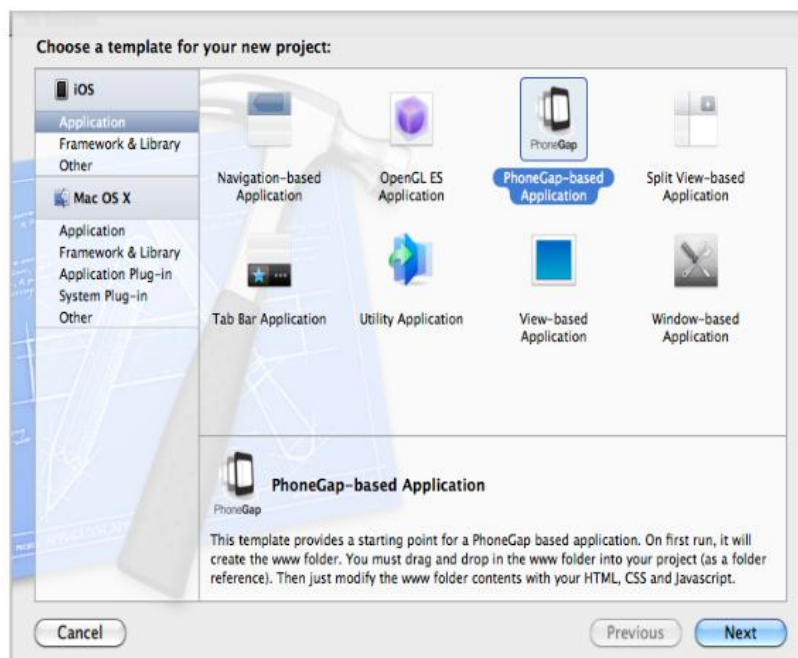 Choose a template for your new project:
iOS
Application
Framework & Library
Other
Mac OS X
Application
Framework & Library
Application Plug-in
System Plug-in
Other
Navigation-based
Application
OpenGL ES
Application
PhoneGap
PhoneGap-based
Application
Split View-based
Application
Tab Bar Application
Utility Application
View-based
Application
Window-based
Application
PhoneGap
PhoneGap-based Application
This template provides a starting point for a PhoneGap based application. On first run, it will
create the www folder. You must drag and drop in the www folder into your project (as a folder
reference). Then just modify the www folder contents with your HTML, CSS and Javascript.
Cancel
Previous
Next